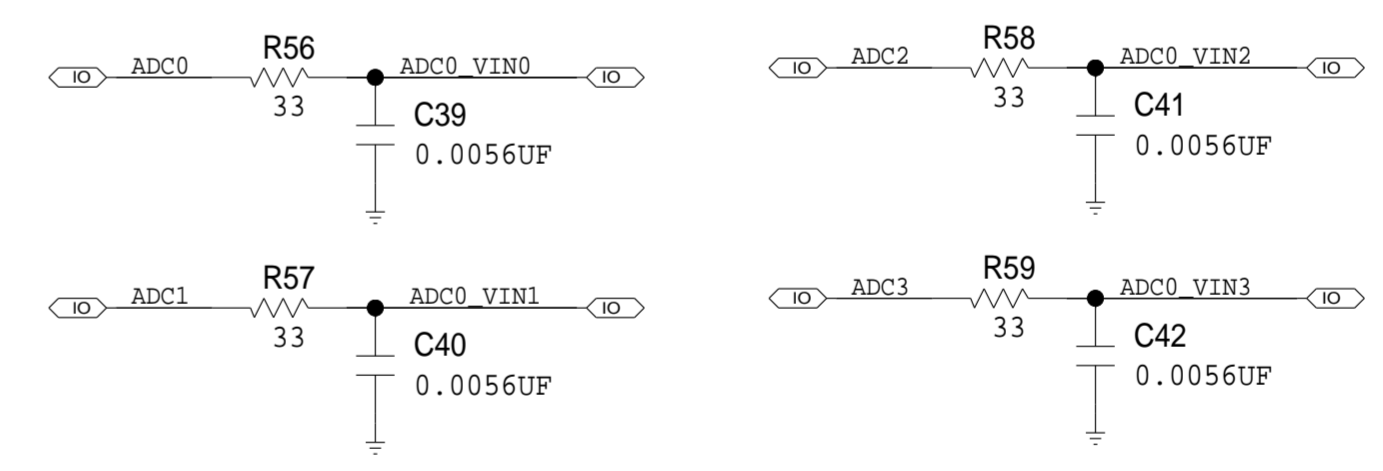 R56
IO ADC0 ADC0_VIN0 IO
33
C39
0.0056UF
R58
IO ADC2 ADC0_VIN2 IO
33
C41
0.0056UF
R57
IO ADC1 ADC0_VIN1 IO
33
C40
0.0056UF
R59
IO ADC3 ADC0_VIN3 IO
33
C42
0.0056UF